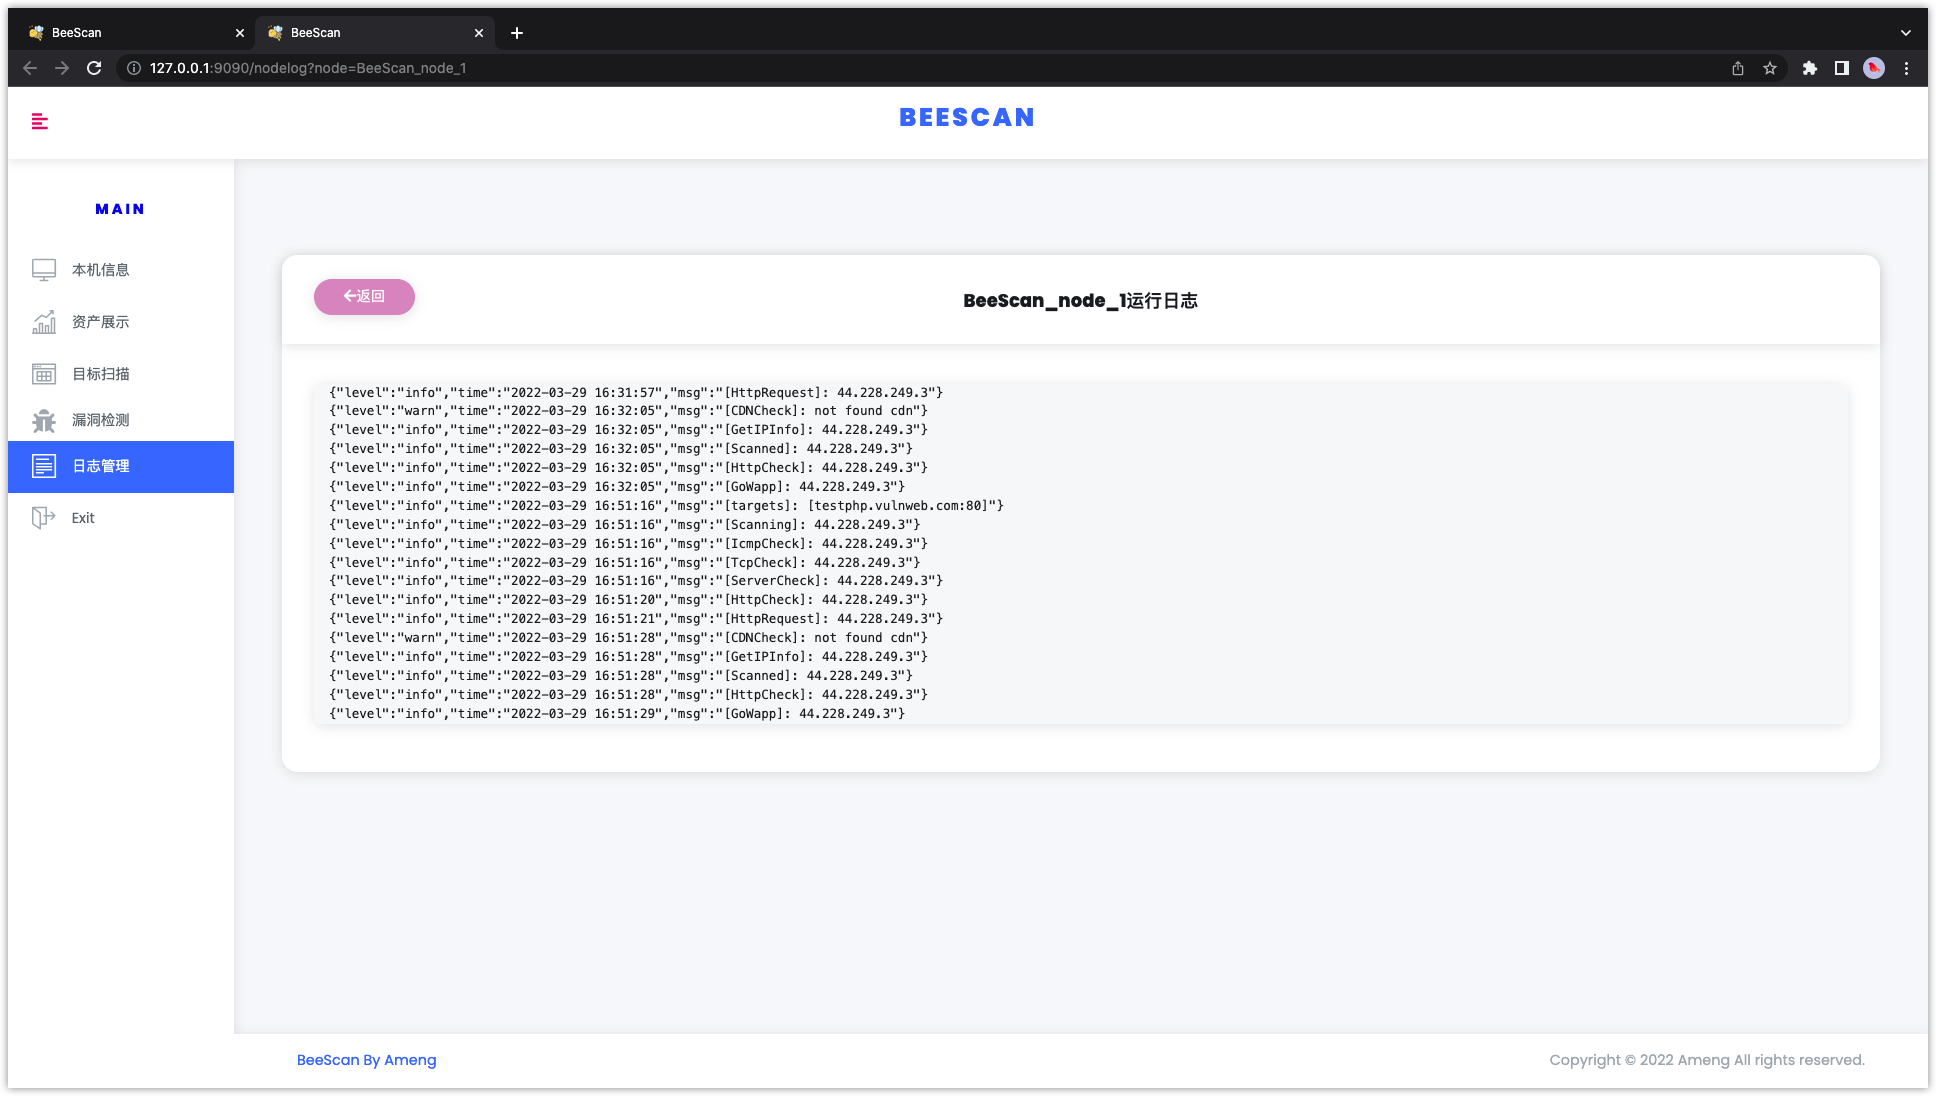 BeeScan
BeeScan
127.0.0.1:9090/nodelog?node=BeeScan_node_1
BEESCAN
MAIN
本机信息
资产展示
目标扫描
漏洞检测
日志管理
Exit
返回
BeeScan_node_1运行日志
{"level":"info","time":"2022-03-29 16:31:57","msg":"[HttpRequest]: 44.228.249.3"}
{"level":"warn","time":"2022-03-29 16:32:05","msg":"[CDNCheck]: not found cdn"}
{"level":"info","time":"2022-03-29 16:32:05","msg":"[GetIPInfo]: 44.228.249.3"}
{"level":"info","time":"2022-03-29 16:32:05","msg":"[Scanned]: 44.228.249.3"}
{"level":"info","time":"2022-03-29 16:32:05","msg":"[HttpCheck]: 44.228.249.3"}
{"level":"info","time":"2022-03-29 16:32:05","msg":"[GoWapp]: 44.228.249.3"}
{"level":"info","time":"2022-03-29 16:51:16","msg":"[targets]: [testphp.vulnweb.com:80]"}
{"level":"info","time":"2022-03-29 16:51:16","msg":"[Scanning]: 44.228.249.3"}
{"level":"info","time":"2022-03-29 16:51:16","msg":"[IcmpCheck]: 44.228.249.3"}
{"level":"info","time":"2022-03-29 16:51:16","msg":"[TcpCheck]: 44.228.249.3"}
{"level":"info","time":"2022-03-29 16:51:16","msg":"[ServerCheck]: 44.228.249.3"}
{"level":"info","time":"2022-03-29 16:51:20","msg":"[HttpCheck]: 44.228.249.3"}
{"level":"info","time":"2022-03-29 16:51:21","msg":"[HttpRequest]: 44.228.249.3"}
{"level":"warn","time":"2022-03-29 16:51:28","msg":"[CDNCheck]: not found cdn"}
{"level":"info","time":"2022-03-29 16:51:28","msg":"[GetIPInfo]: 44.228.249.3"}
{"level":"info","time":"2022-03-29 16:51:28","msg":"[Scanned]: 44.228.249.3"}
{"level":"info","time":"2022-03-29 16:51:28","msg":"[HttpCheck]: 44.228.249.3"}
{"level":"info","time":"2022-03-29 16:51:29","msg":"[GoWapp]: 44.228.249.3"}
BeeScan By Ameng
Copyright © 2022 Ameng All rights reserved.